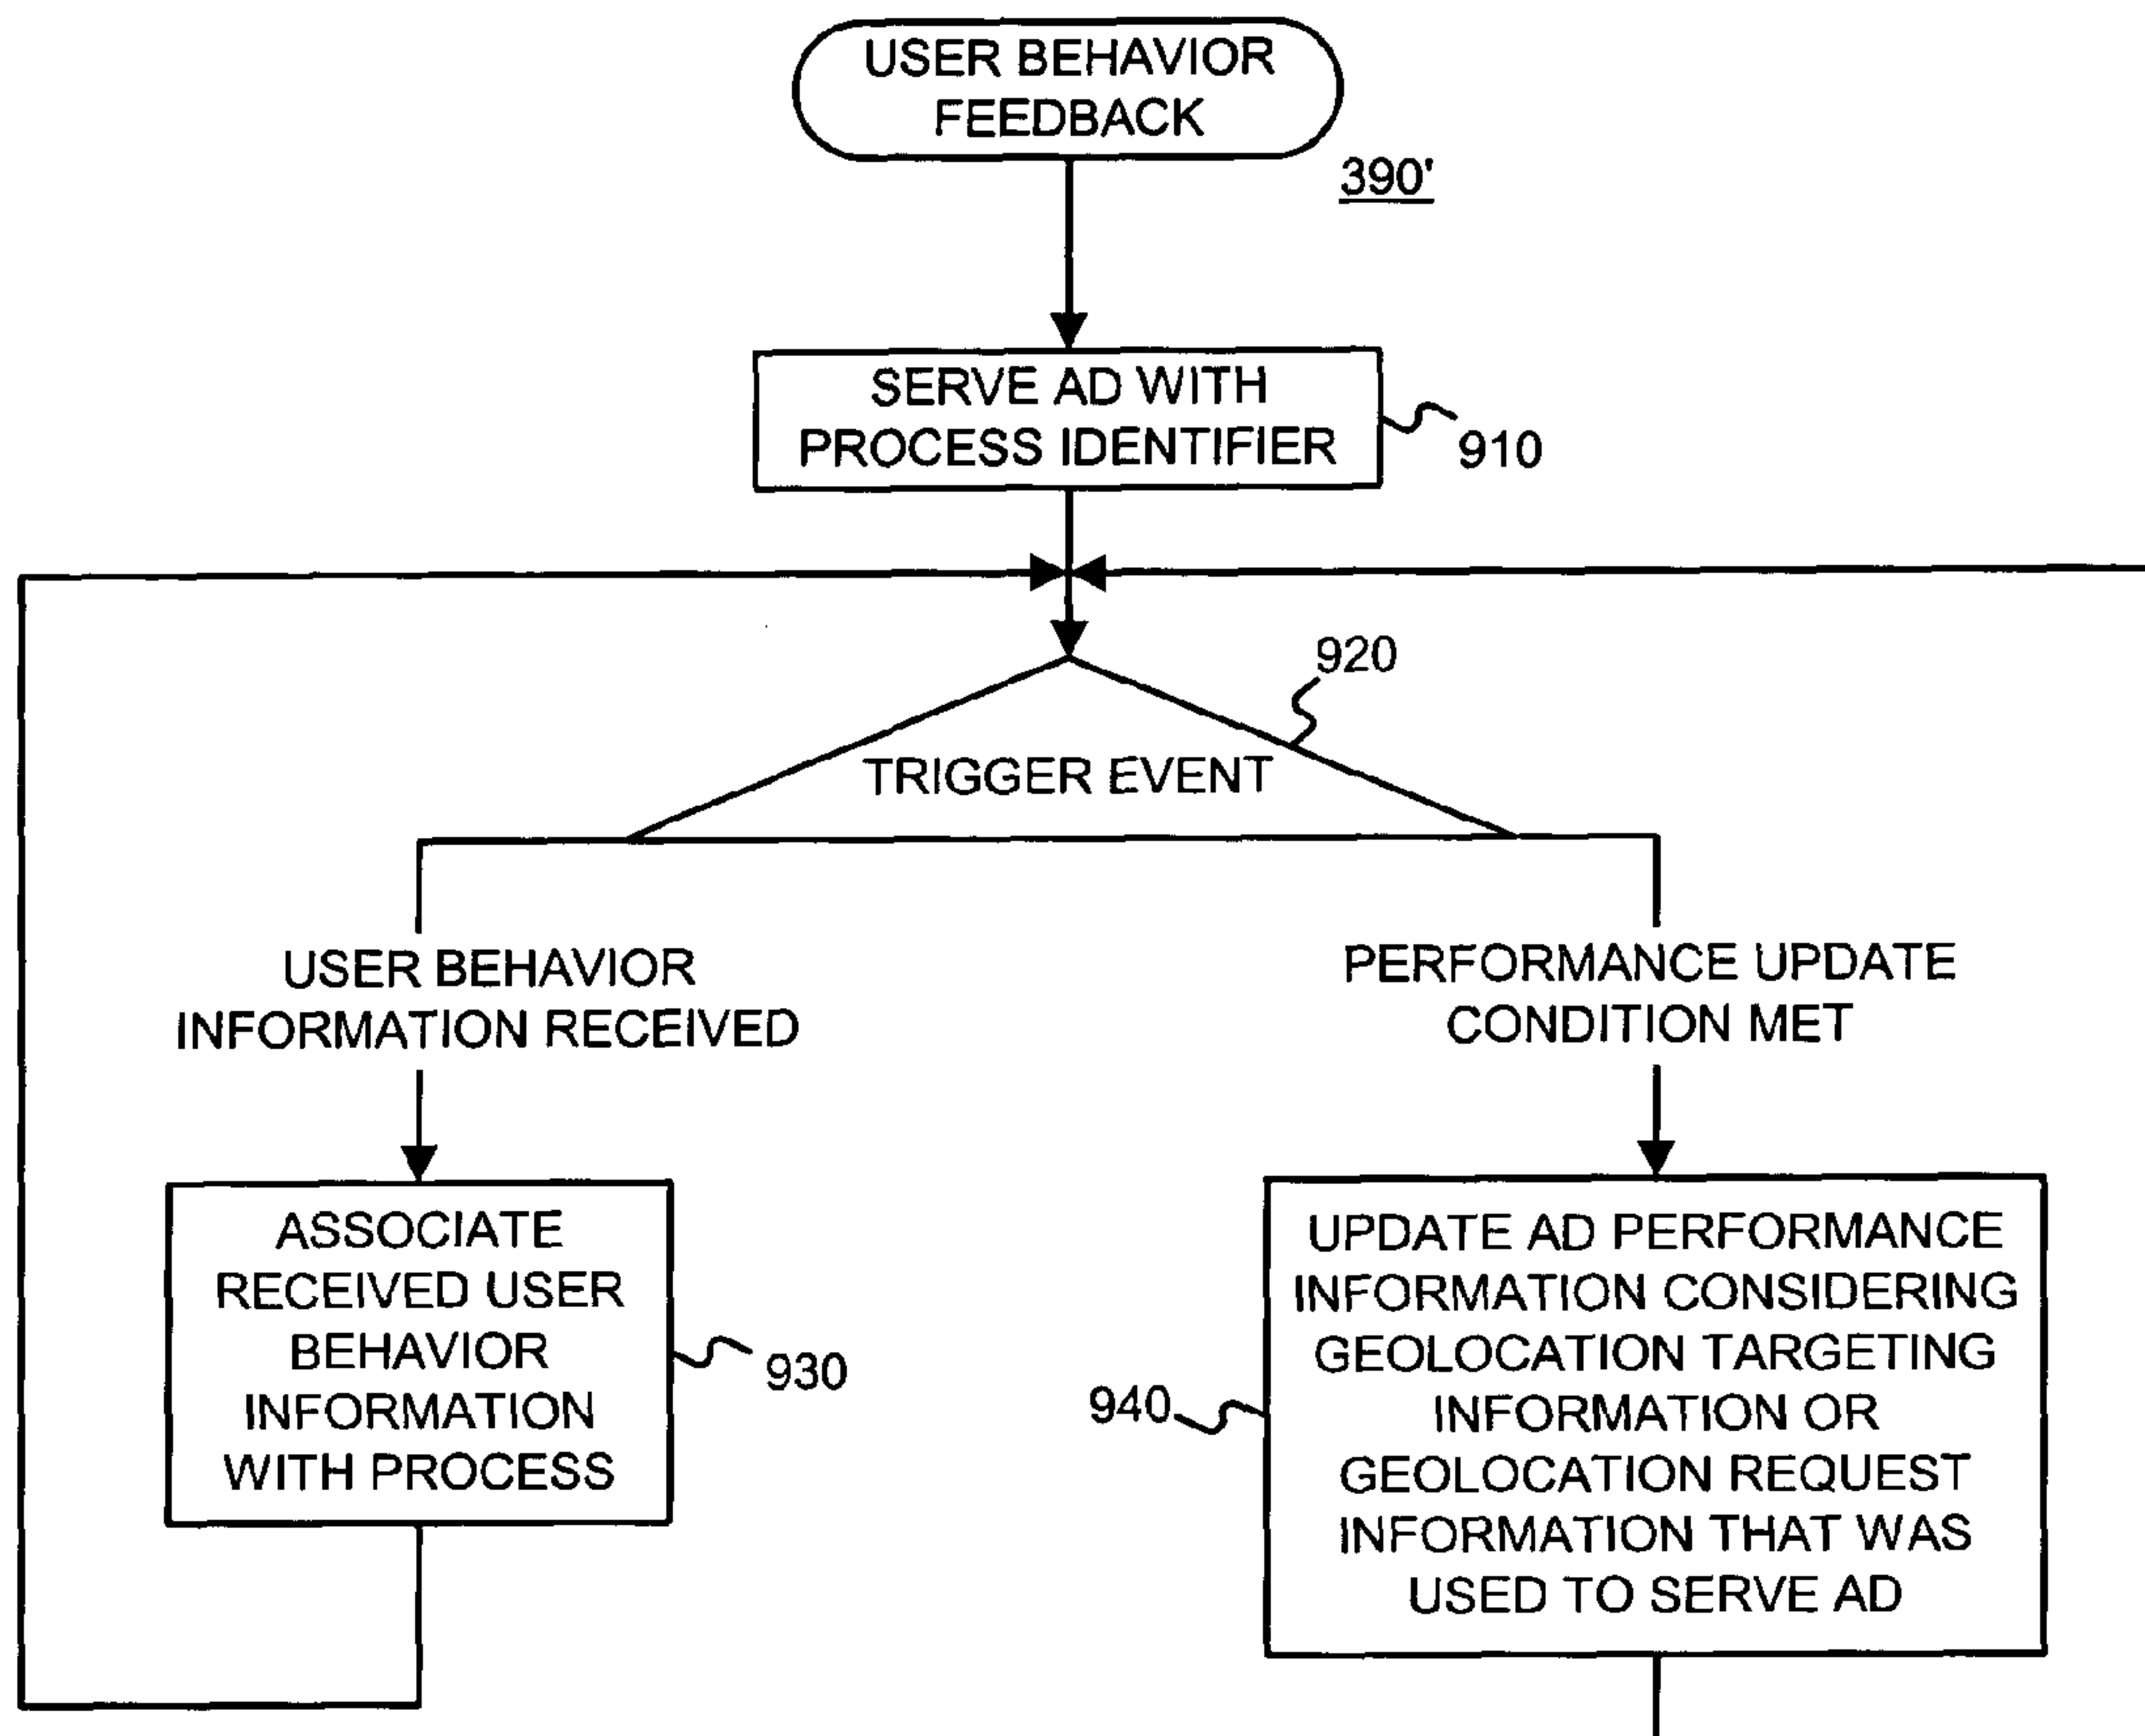 USER BEHAVIOR
FEEDBACK
390'
SERVE AD WITH
PROCESS IDENTIFIER
910
920
TRIGGER EVENT
USER BEHAVIOR
INFORMATION RECEIVED
PERFORMANCE UPDATE
CONDITION MET
ASSOCIATE
RECEIVED USER
BEHAVIOR
INFORMATION
WITH PROCESS
930
940
UPDATE AD PERFORMANCE
INFORMATION CONSIDERING
GEOLOCATION TARGETING
INFORMATION OR
GEOLOCATION REQUEST
INFORMATION THAT WAS
USED TO SERVE AD